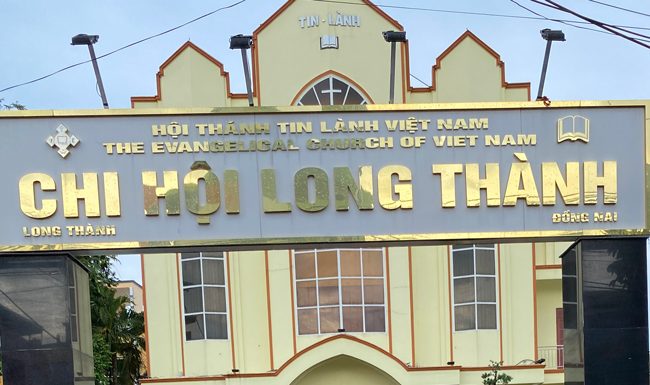 TIN - LÀNH
HỘI THÁNH TIN LÀNH VIỆT NAM
THE EVANGELICAL CHURCH OF VIET NAM
CHI HỘI LONG THÀNH
LONG THÀNH ĐỒNG NAI